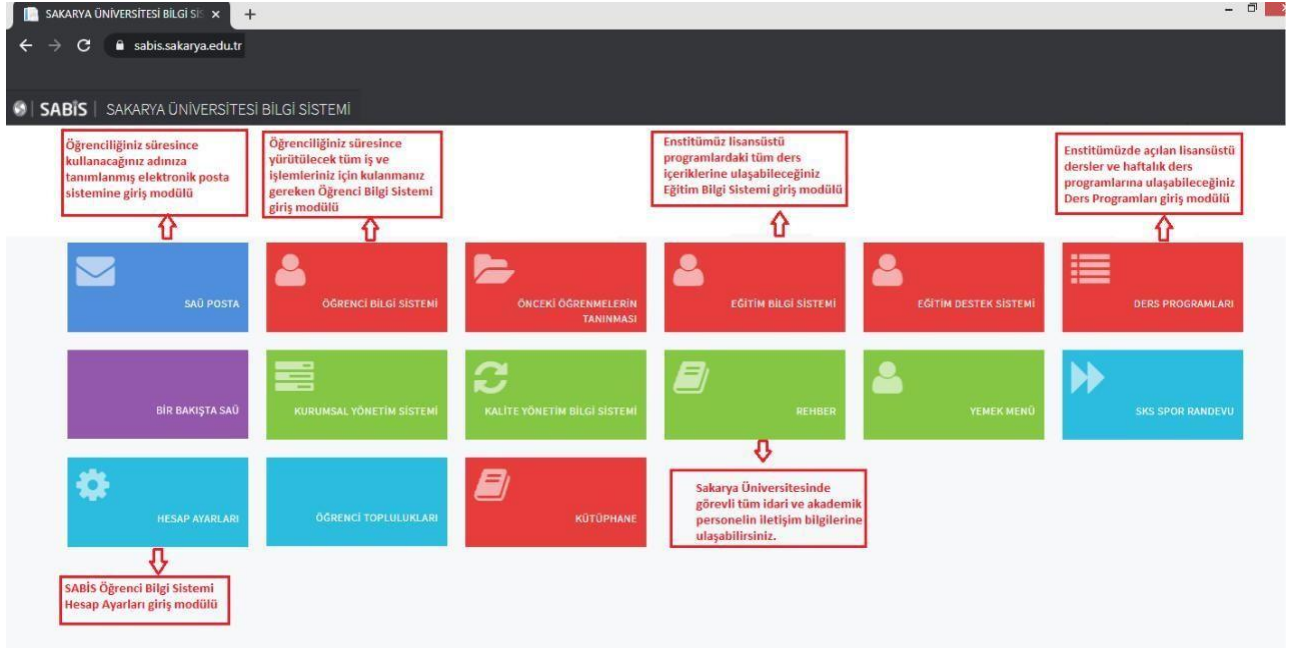 SAKARYA ÜNİVERSİTESİ BİLGİ SİS
sabis.sakarya.edu.tr
SABİS | SAKARYA ÜNİVERSİTESİ BİLGİ SİSTEMİ
Öğrenciliğiniz süresince
kullanacağınız adınıza
tanımlanmış elektronik posta
sistemine giriş modülü
Öğrenciliğiniz süresince
yürütülecek tüm iş ve
işlemleriniz için kulanmanız
gereken Öğrenci Bilgi Sistemi
giriş modülü
Enstitümüz lisansüstü
programlardaki tüm ders
içeriklerine ulaşabileceğiniz
Eğitim Bilgi Sistemi giriş modülü
Enstitümüzde açılan lisansüstü
dersler ve haftalık ders
programlarına ulaşabileceğiniz
Ders Programları giriş modülü
SAÜ POSTA
ÖĞRENCİ BİLGİ SİSTEMİ
ÖNCEKİ ÖĞRENMELERİN
TANINMASI
EĞİTİM BİLGİ SİSTEMİ
EĞİTİM DESTEK SİSTEMİ
DERS PROGRAMLARI
BİR BAKIŞTA SAÜ
KURUMSAL YÖNETİM SİSTEMİ
KALİTE YÖNETİM BİLGİ SİSTEMİ
REHBER
YEMEK MENÜ
SKS SPOR RANDEVU
HESAP AYARLARI
ÖĞRENCİ TOPLULUKLARI
KÜTÜPHANE
Sakarya Üniversitesinde
görevli tüm idari ve akademik
personelin iletişim bilgilerine
ulaşabilirsiniz.
SABİS Öğrenci Bilgi Sistemi
Hesap Ayarları giriş modülü